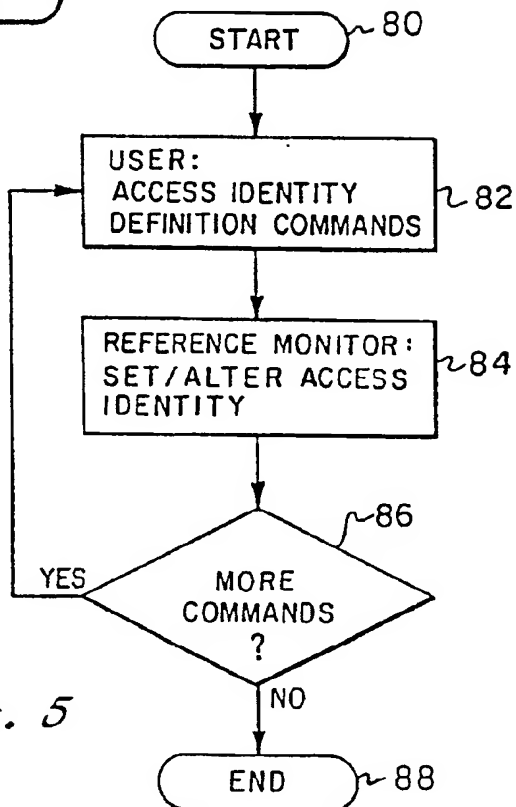 START
80
USER:
ACCESS IDENTITY
DEFINITION COMMANDS
82
REFERENCE MONITOR:
SET/ALTER ACCESS
IDENTITY
84
86
YES
MORE
COMMANDS
?
NO
. 5
END
88